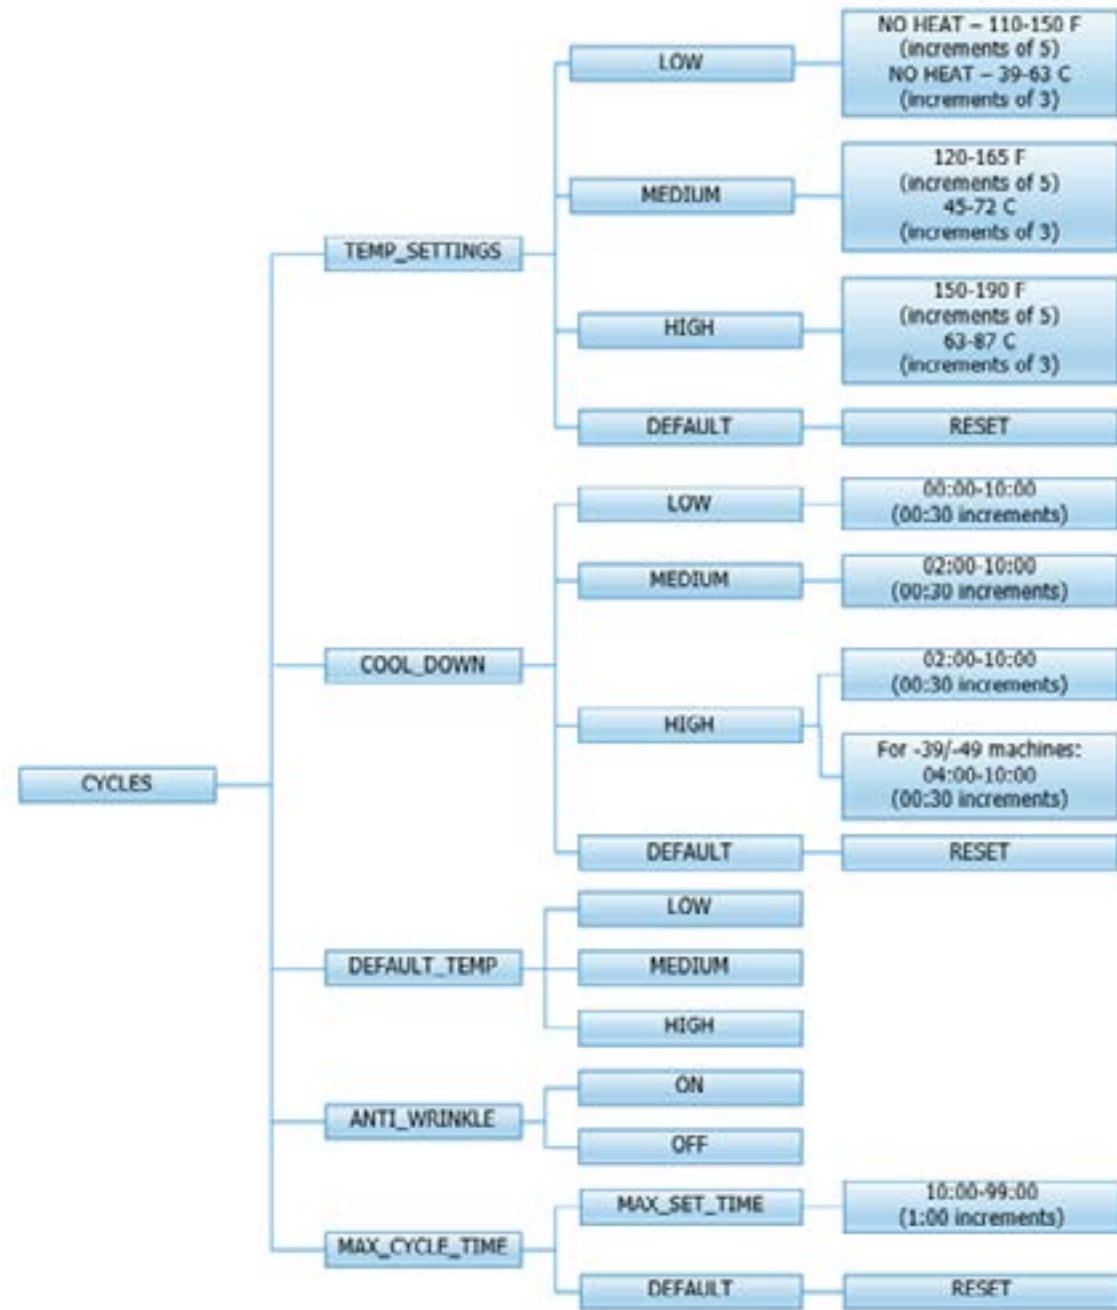 CYCLES
TEMP_SETTINGS
LOW
NO HEAT – 110-150 F
(increments of 5)
NO HEAT – 39-63 C
(increments of 3)
MEDIUM
120-165 F
(increments of 5)
45-72 C
(increments of 3)
HIGH
150-190 F
(increments of 5)
63-87 C
(increments of 3)
DEFAULT
RESET
COOL_DOWN
LOW
00:00-10:00
(00:30 increments)
MEDIUM
02:00-10:00
(00:30 increments)
HIGH
02:00-10:00
(00:30 increments)
For -39/-49 machines:
04:00-10:00
(00:30 increments)
DEFAULT
RESET
DEFAULT_TEMP
LOW
MEDIUM
HIGH
ANTI_WRINKLE
ON
OFF
MAX_CYCLE_TIME
MAX_SET_TIME
10:00-99:00
(1:00 increments)
DEFAULT
RESET